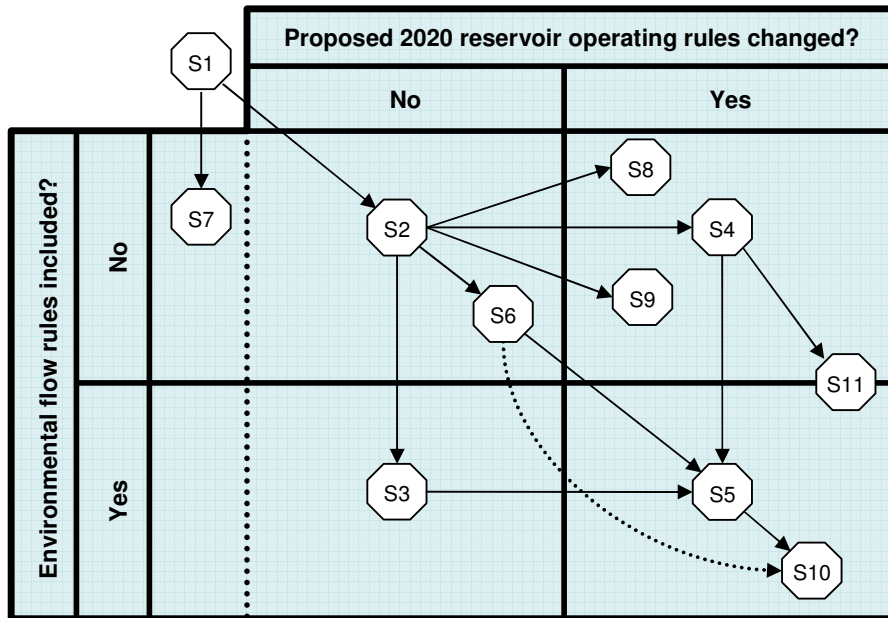 Proposed 2020 reservoir operating rules changed?
S1
No
Yes
Environmental flow rules included?
No
S8
S7
S2
S4
S9
S6
S11
Yes
S3
S5
S10